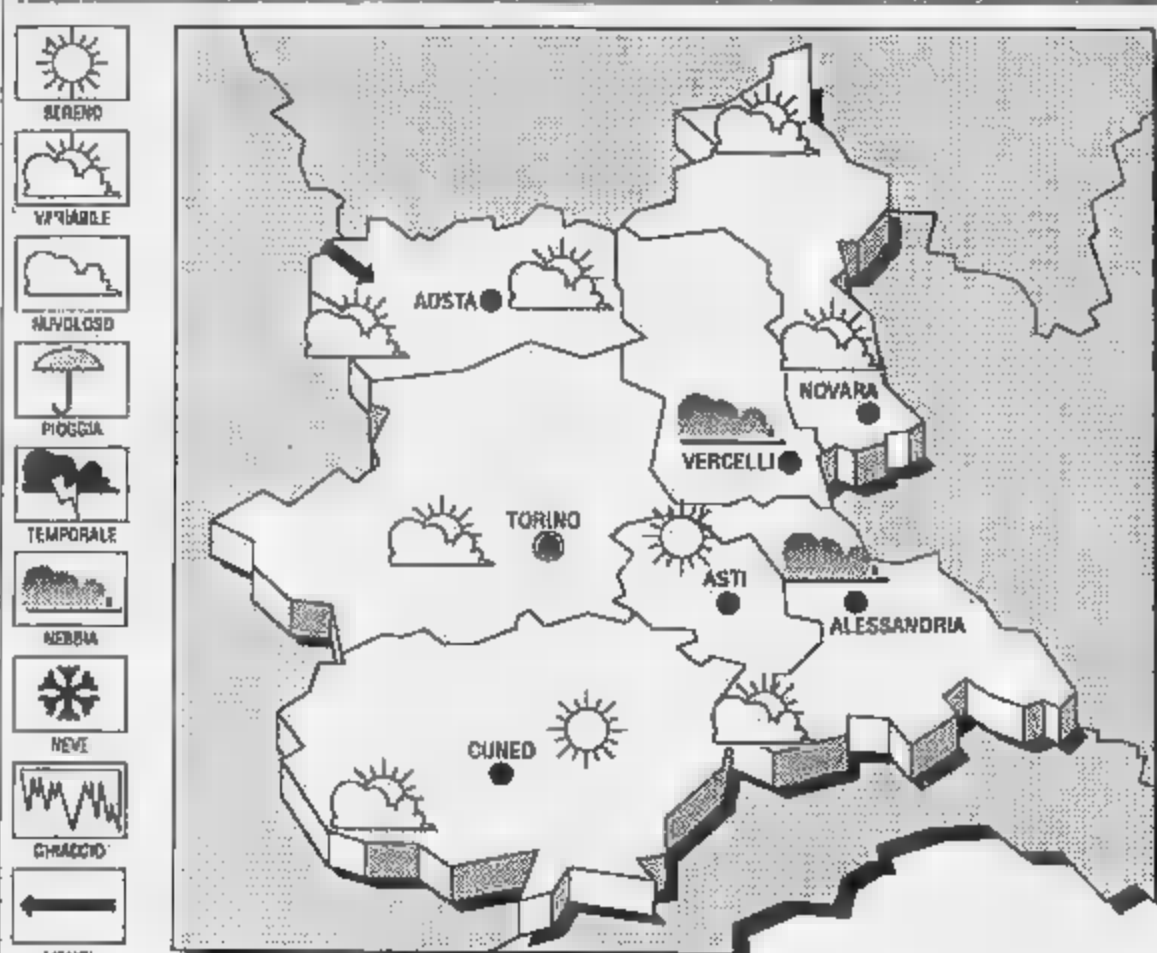 SERENO
VARIABILE
NUVOLOSO
PIOGGIA
TEMPORALE
NEBBIA
NEVE
GHIACCIO
AOSTA
NOVARA
VERCELLI
TORINO
ASTI
ALESSANDRIA
CUNEO